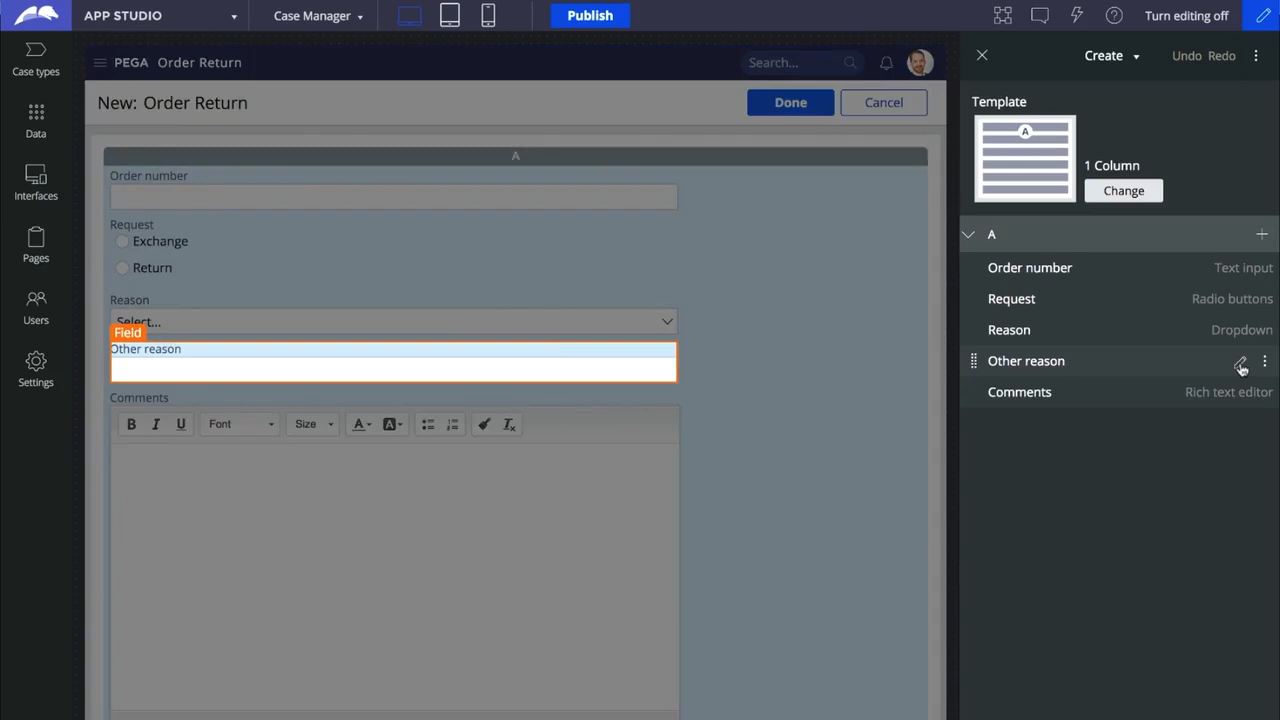 APP STUDIO
Case Manager
Publish
Turn editing off
Case types
Data
Interfaces
Pages
Users
Settings
PEGA Order Return
Search...
New: Order Return
Done
Cancel
A
Order number
Request
Exchange
Return
Reason
Select...
Field
Other reason
Comments
B I U Font Size A A
Create
Undo Redo
Template
A
1 Column
Change
A
Order number Text input
Request Radio buttons
Reason Dropdown
Other reason
Comments Rich text editor